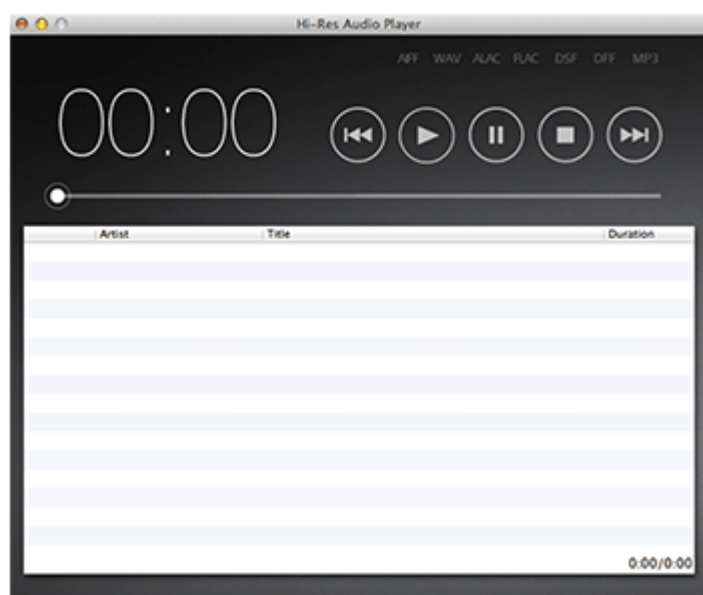 Hi-Res Audio Player
AIFF WAV ALAC FLAC DSF DFF MP3
00:00
Artist Title Duration
0:00/0:00